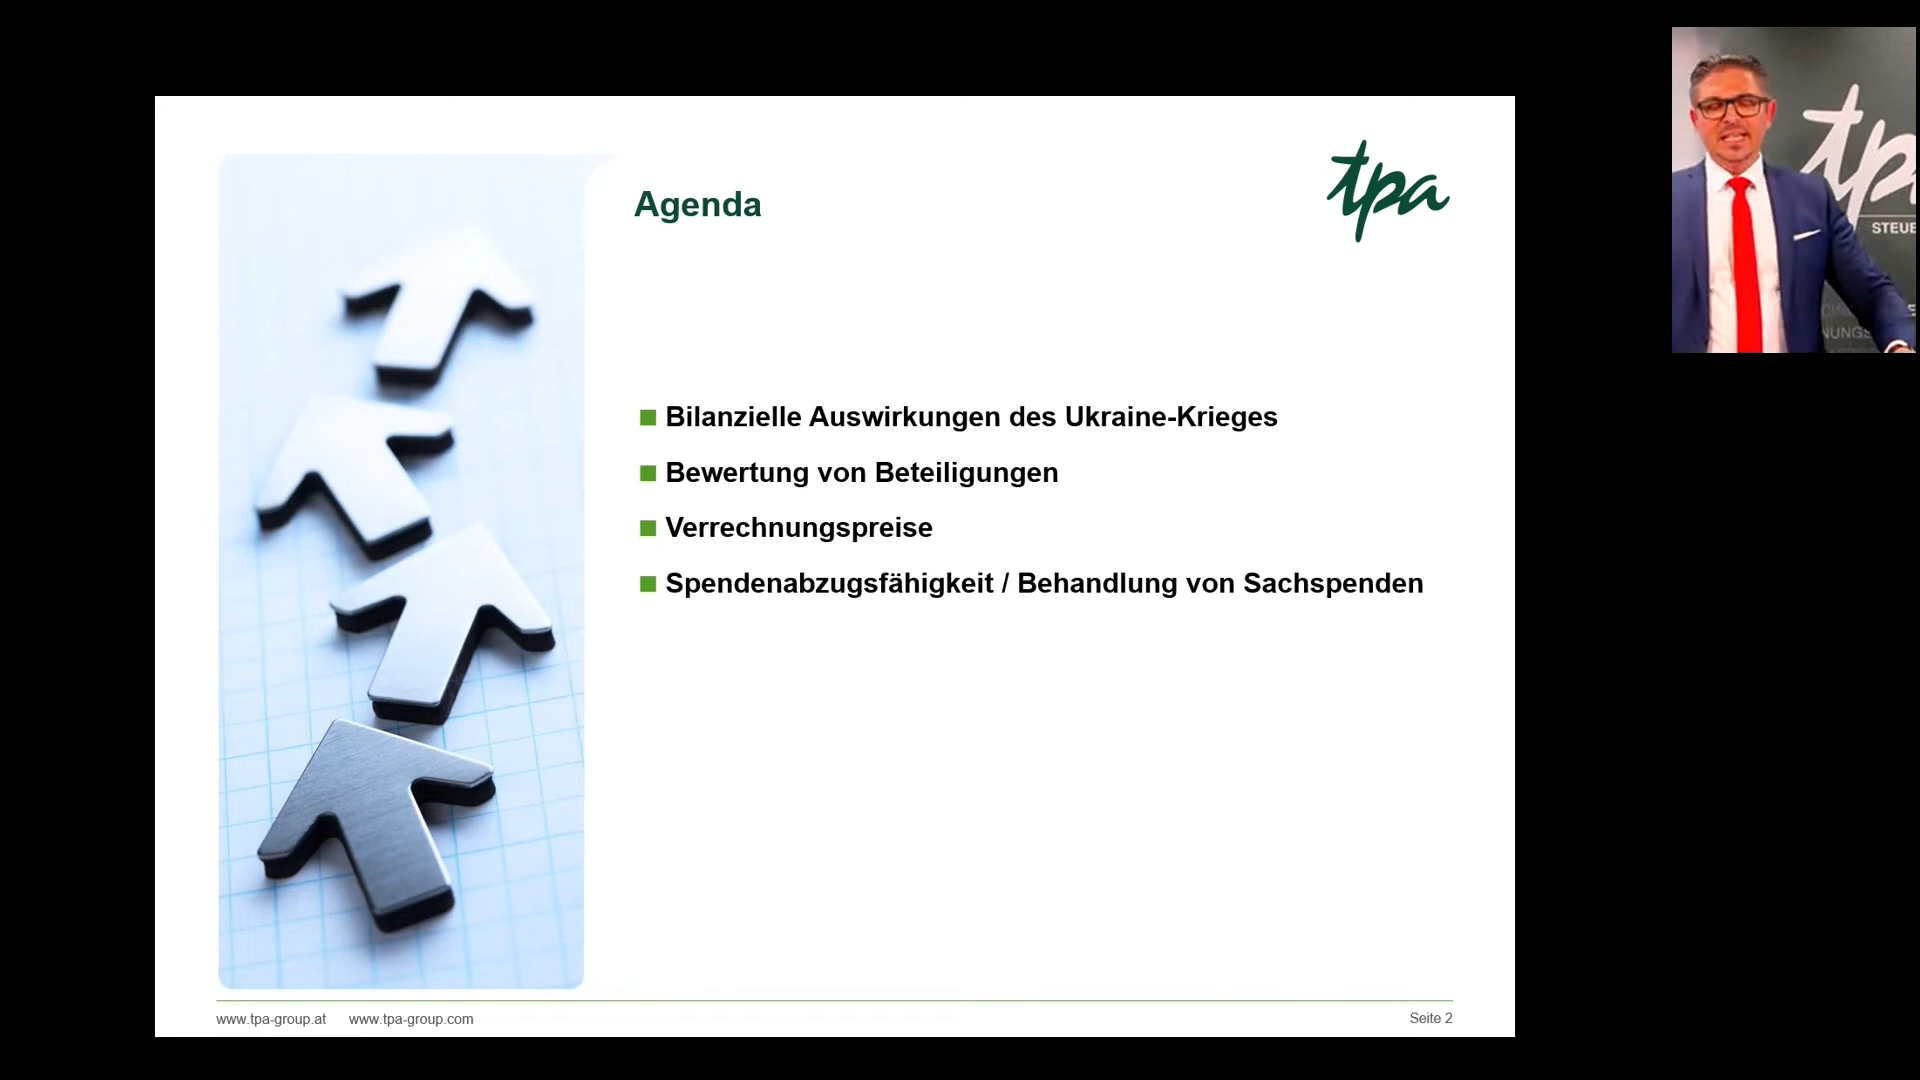 Agenda
tpa
Bilanzielle Auswirkungen des Ukraine-Krieges
Bewertung von Beteiligungen
Verrechnungspreise
Spendenabzugsfähigkeit / Behandlung von Sachspenden
www.tpa-group.at www.tpa-group.com
Seite 2
tpa
STEUE
NUNGS